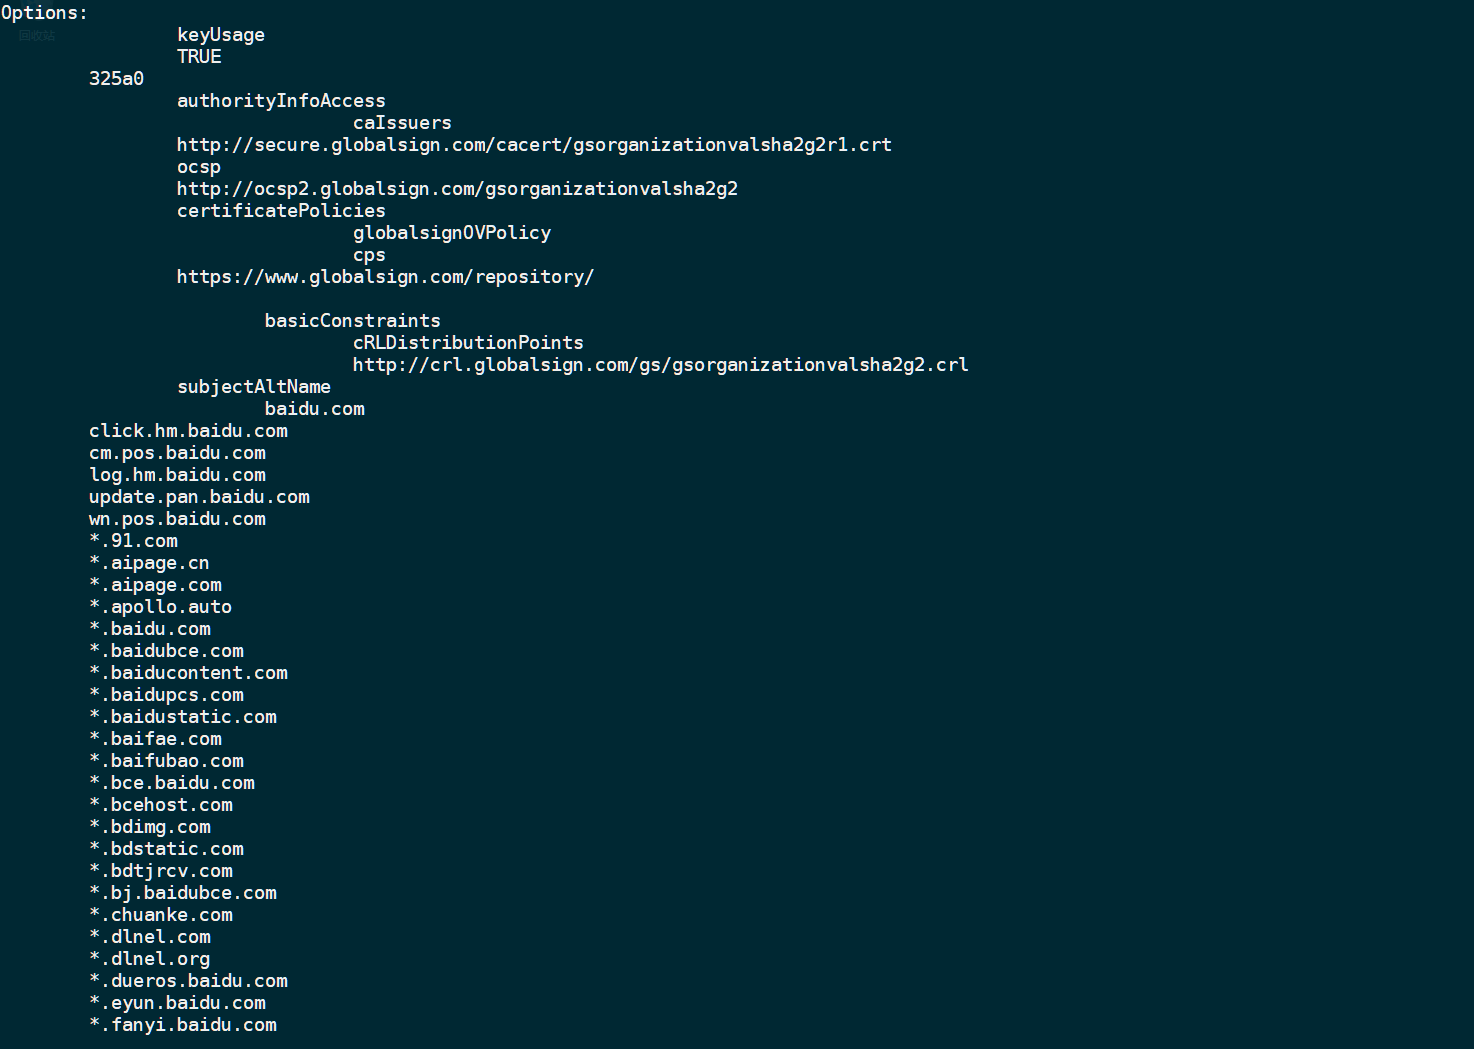 Options:
回收站
keyUsage
TRUE
325a0
authorityInfoAccess
caIssuers
http://secure.globalsign.com/cacert/gsorganizationvalsha2g2r1.crt
ocsp
http://ocsp2.globalsign.com/gsorganizationvalsha2g2
certificatePolicies
globalsignOVPolicy
cps
https://www.globalsign.com/repository/
basicConstraints
cRLDistributionPoints
http://crl.globalsign.com/gs/gsorganizationvalsha2g2.crl
subjectAltName
baidu.com
click.hm.baidu.com
cm.pos.baidu.com
log.hm.baidu.com
update.pan.baidu.com
wn.pos.baidu.com
*.91.com
*.aipage.cn
*.aipage.com
*.apollo.auto
*.baidu.com
*.baidubce.com
*.baiducontent.com
*.baidupcs.com
*.baidustatic.com
*.baifae.com
*.baifubao.com
*.bce.baidu.com
*.bcehost.com
*.bdimg.com
*.bdstatic.com
*.bdtjrcv.com
*.bj.baidubce.com
*.chuanke.com
*.dlnel.com
*.dlnel.org
*.dueros.baidu.com
*.eyun.baidu.com
*.fanyi.baidu.com